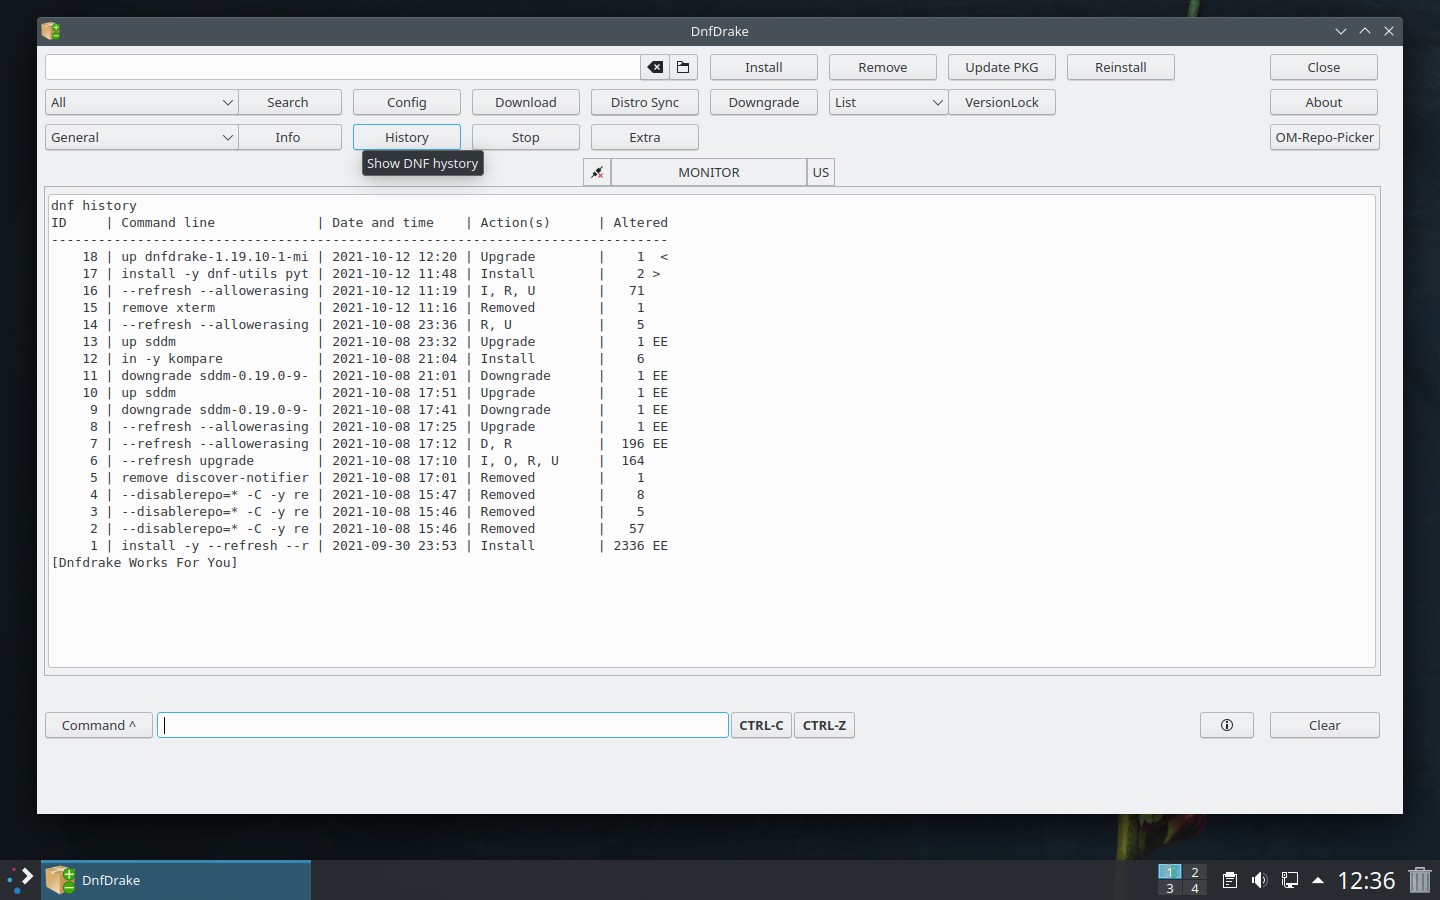 DnfDrake
Install Remove Update PKG Reinstall Close
All Search Config Download Distro Sync Downgrade List VersionLock About
General Info History Stop Extra OM-Repo-Picker
Show DNF hystory
MONITOR US
dnf history
ID     | Command line             | Date and time    | Action(s)      | Altered
-------------------------------------------------------------------------------
    18 | up dnfdrake-1.19.10-1-mi | 2021-10-12 12:20 | Upgrade        |    1  <
    17 | install -y dnf-utils pyt | 2021-10-12 11:48 | Install        |    2 >
    16 | --refresh --allowerasing | 2021-10-12 11:19 | I, R, U        |   71
    15 | remove xterm             | 2021-10-12 11:16 | Removed        |    1
    14 | --refresh --allowerasing | 2021-10-08 23:36 | R, U           |    5
    13 | up sddm                  | 2021-10-08 23:32 | Upgrade        |    1 EE
    12 | in -y kompare            | 2021-10-08 21:04 | Install        |    6
    11 | downgrade sddm-0.19.0-9- | 2021-10-08 21:01 | Downgrade      |    1 EE
    10 | up sddm                  | 2021-10-08 17:51 | Upgrade        |    1 EE
     9 | downgrade sddm-0.19.0-9- | 2021-10-08 17:41 | Downgrade      |    1 EE
     8 | --refresh --allowerasing | 2021-10-08 17:25 | Upgrade        |    1 EE
     7 | --refresh --allowerasing | 2021-10-08 17:12 | D, R           |  196 EE
     6 | --refresh upgrade        | 2021-10-08 17:10 | I, O, R, U     |  164
     5 | remove discover-notifier | 2021-10-08 17:01 | Removed        |    1
     4 | --disablerepo=* -C -y re | 2021-10-08 15:47 | Removed        |    8
     3 | --disablerepo=* -C -y re | 2021-10-08 15:46 | Removed        |    5
     2 | --disablerepo=* -C -y re | 2021-10-08 15:46 | Removed        |   57
     1 | install -y --refresh --r | 2021-09-30 23:53 | Install        | 2336 EE
[Dnfdrake Works For You]
Command ^ CTRL-C CTRL-Z Clear
DnfDrake 1 2 3 4 12:36